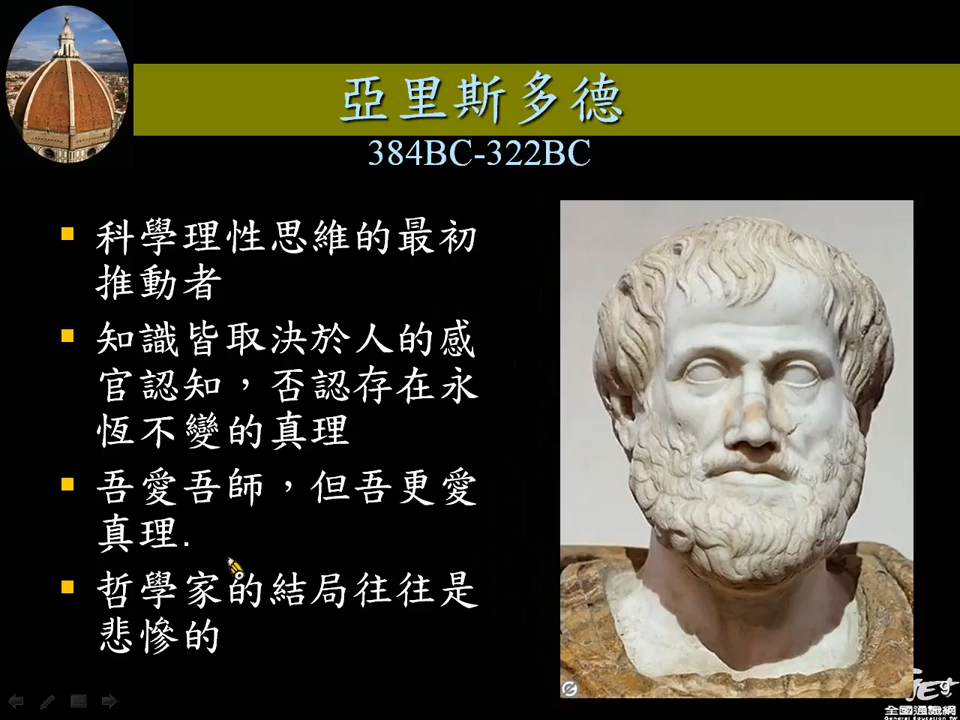 亞里斯多德
384BC-322BC
科學理性思維的最初
推動者
知識皆取決於人的感
官認知，否認存在永
恆不變的真理
吾愛吾師，但吾更愛
真理.
哲學家的結局往往是
悲慘的
全國通識網
General Education TW